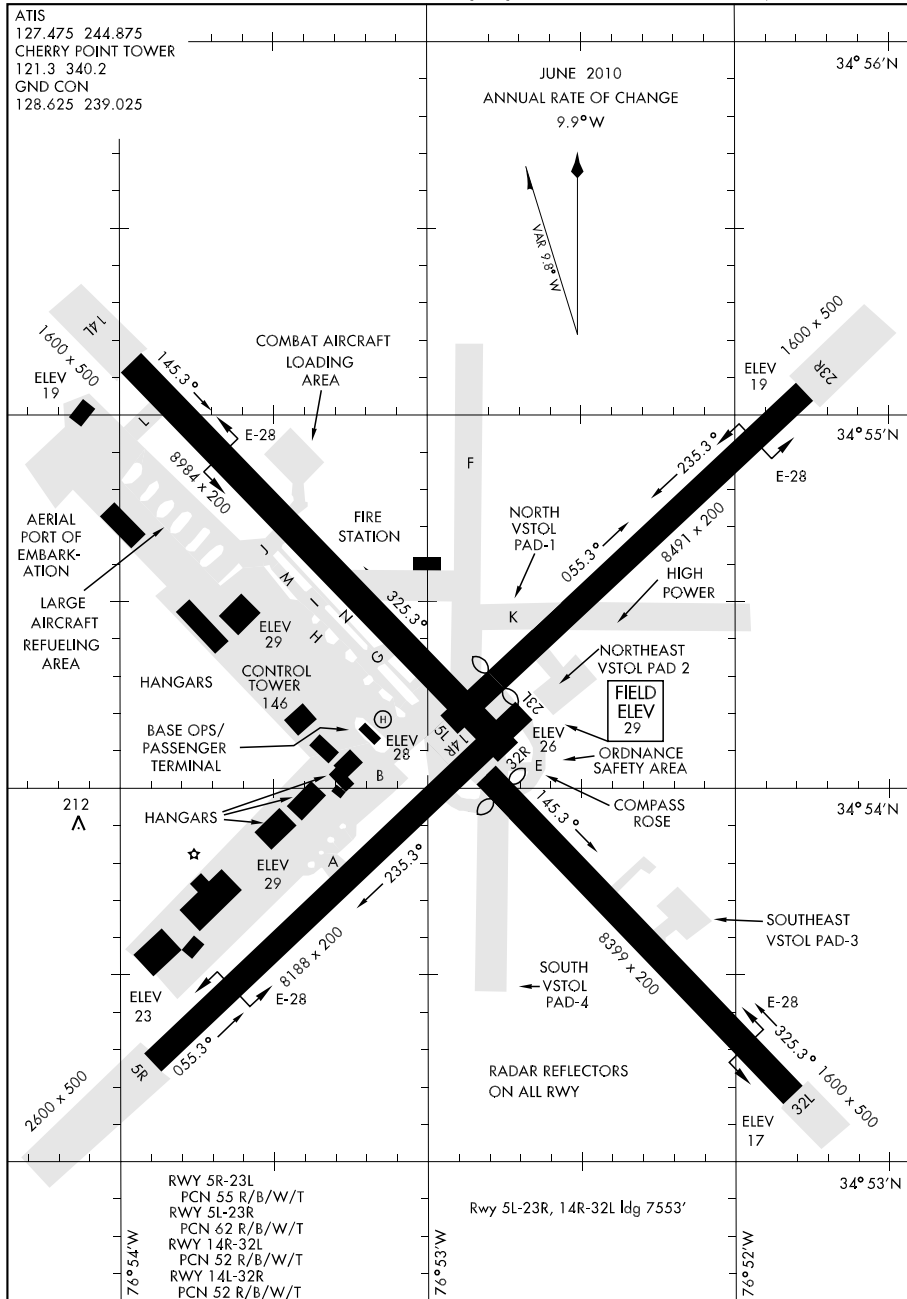 ATIS
127.475 244.875
CHERRY POINT TOWER
121.3 340.2
GND CON
128.625 239.025
JUNE 2010
ANNUAL RATE OF CHANGE
9.9° W
VAR 9.8° W
34° 56'N
14L
1600 x 500
145.3°
ELEV
19
COMBAT AIRCRAFT
LOADING
AREA
E-28
L
8984 x 200
F
1600 x 500
23R
ELEV
19
34° 55'N
235.3°
E-28
AERIAL
PORT OF
EMBARK-
ATION
FIRE
STATION
NORTH
VSTOL
PAD-1
055.3°
8491 x 200
HIGH
POWER
LARGE
AIRCRAFT
REFUELING
AREA
J
M
I
N
H
G
325.3°
K
ELEV
29
HANGARS
CONTROL
TOWER
146
NORTHEAST
VSTOL PAD 2
FIELD
ELEV
29
BASE OPS/
PASSENGER
TERMINAL
H
ELEV
28
5L
14R
23L
32R
ELEV
26
E
ORDNANCE
SAFETY AREA
B
COMPASS
ROSE
34° 54'N
212
HANGARS
ELEV
29
A
235.3°
145.3°
8188 x 200
8399 x 200
SOUTHEAST
VSTOL PAD-3
SOUTH
VSTOL
PAD-4
ELEV
23
E-28
055.3°
5R
2600 x 500
E-28
325.3°
1600 x 500
32L
ELEV
17
RADAR REFLECTORS
ON ALL RWY
34° 53'N
RWY 5R-23L
PCN 55 R/B/W/T
RWY 5L-23R
PCN 62 R/B/W/T
RWY 14R-32L
PCN 52 R/B/W/T
RWY 14L-32R
PCN 52 R/B/W/T
Rwy 5L-23R, 14R-32L ldg 7553'
76° 54'W
76° 53'W
76° 52'W